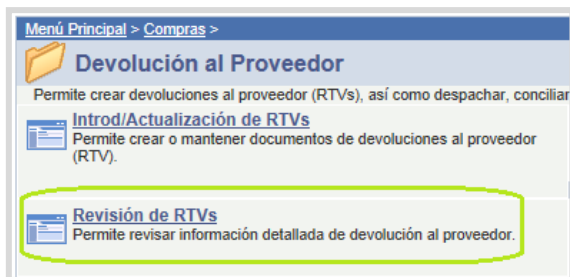 Menú Principal > Compras >
Devolución al Proveedor
Permite crear devoluciones al proveedor (RTVs), así como despachar, conciliar
Introd/Actualización de RTVs
Permite crear o mantener documentos de devoluciones al proveedor
(RTV).
Revisión de RTVs
Permite revisar información detallada de devolución al proveedor.